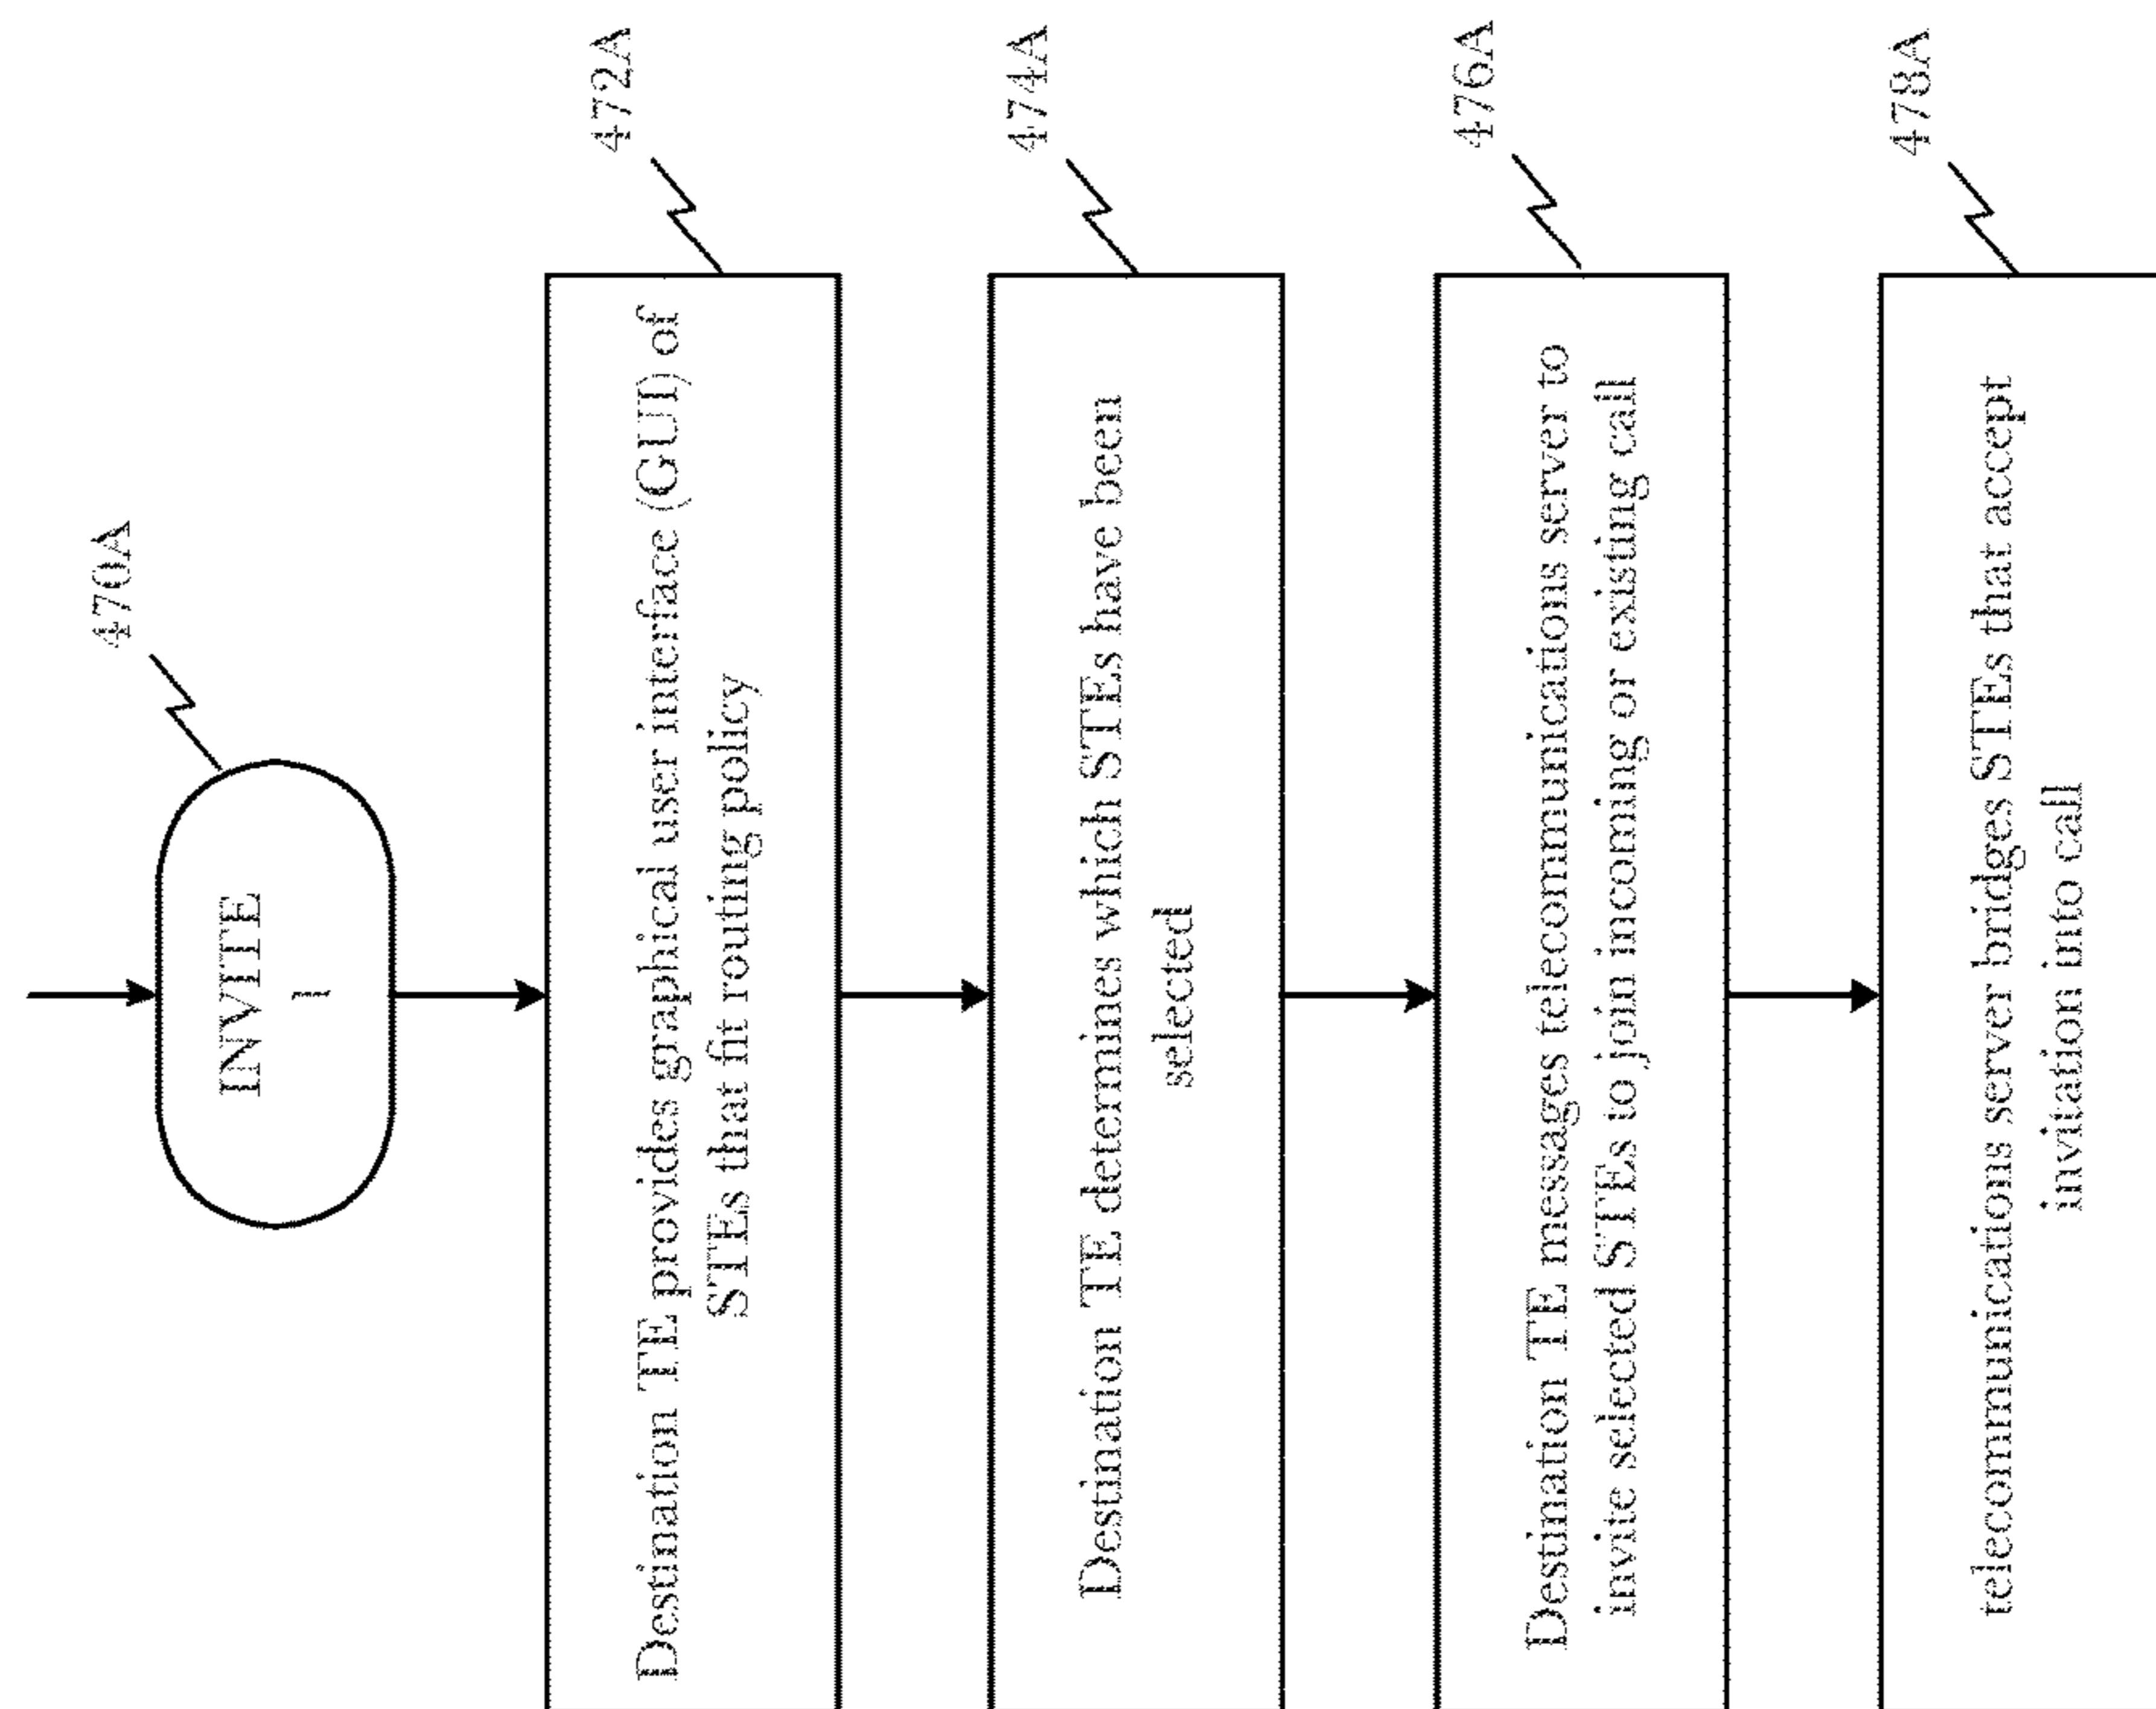 470A
INVITE
1
472A
Destination TE provides graphical user interface (GUI) of
STEs that fit routing policy
474A
Destination TE determines which STEs have been
selected
476A
Destination TE messages telecommunications server to
invite selected STEs to join incoming or existing call
478A
telecommunications server bridges STEs that accept
invitation into call